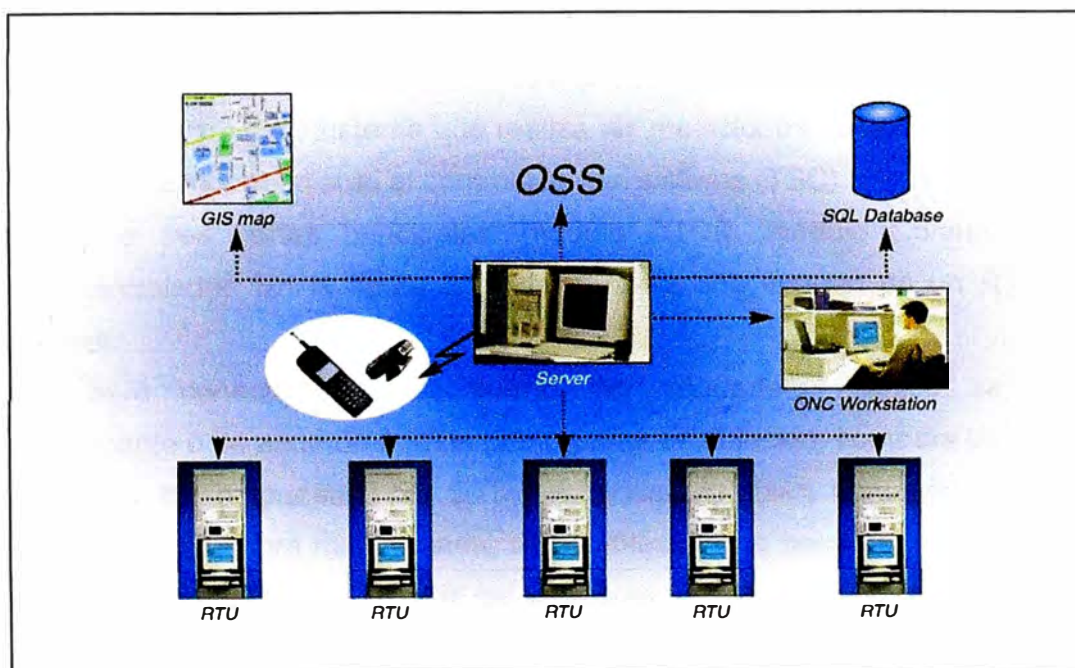 OSS
GIS map
SQL Database
Server
ONC Workstation
RTU
RTU
RTU
RTU
RTU